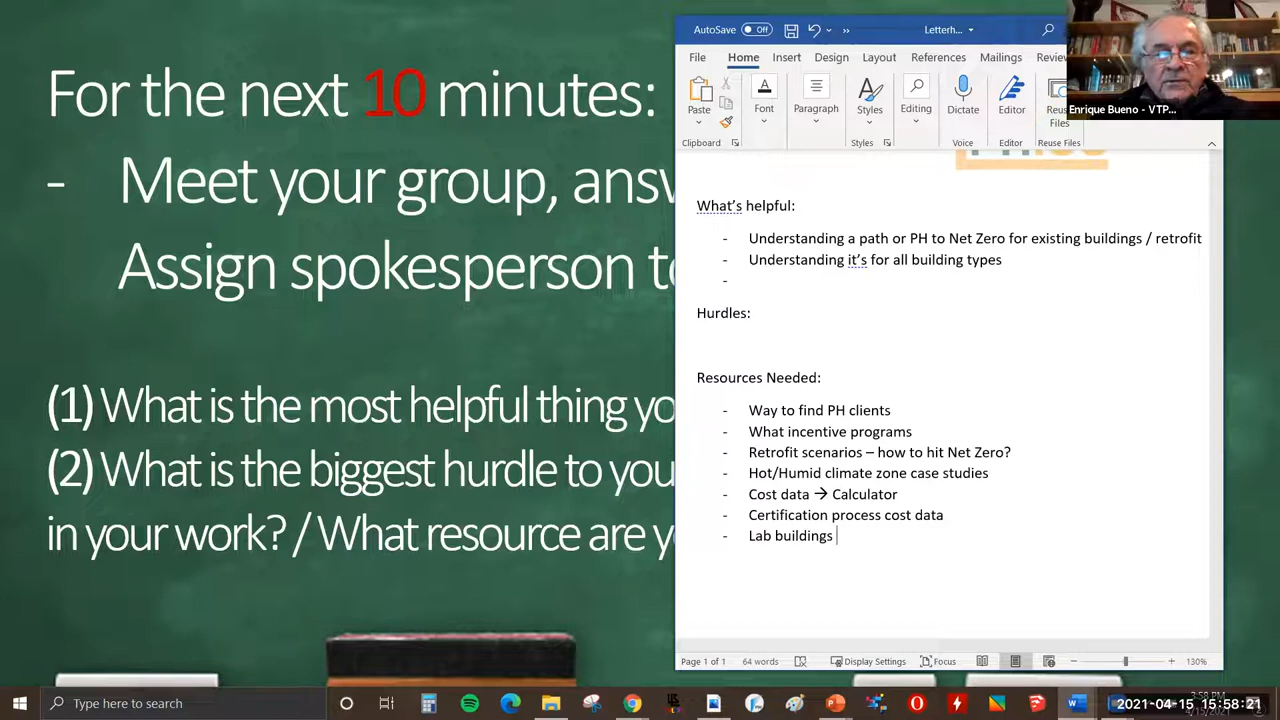 For the next 10 minutes:
- Meet your group, answ
Assign spokesperson to
(1) What is the most helpful thing yo
(2) What is the biggest hurdle to you
in your work? / What resource are y
AutoSave Off
Letterh...
File Home Insert Design Layout References Mailings
Paste
Font
Paragraph
Styles
Editing
Dictate
Editor
Reus
Files
Clipboard
Styles
Voice
Editor
Reuse Files
Enrique Bueno - VTP...
What's helpful:
- Understanding a path or PH to Net Zero for existing buildings / retrofit
- Understanding it's for all building types
-
Hurdles:
Resources Needed:
- Way to find PH clients
- What incentive programs
- Retrofit scenarios – how to hit Net Zero?
- Hot/Humid climate zone case studies
- Cost data → Calculator
- Certification process cost data
- Lab buildings
Page 1 of 1 64 words Display Settings Focus 130%
Type here to search
3:58 PM
2021-04-15 15:58:21